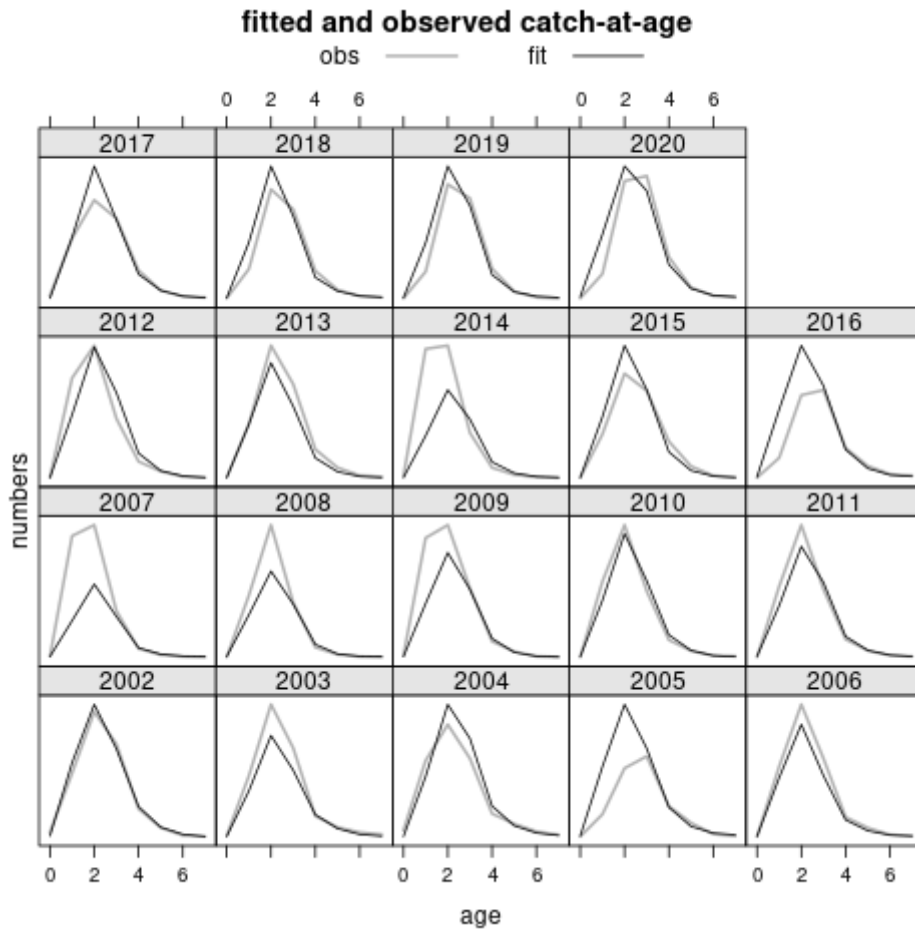 fitted and observed catch-at-age
obs fit
0 2 4 6 0 2 4 6
2017 2018 2019 2020
2012 2013 2014 2015 2016
2007 2008 2009 2010 2011
2002 2003 2004 2005 2006
numbers
0 2 4 6 0 2 4 6 0 2 4 6
age